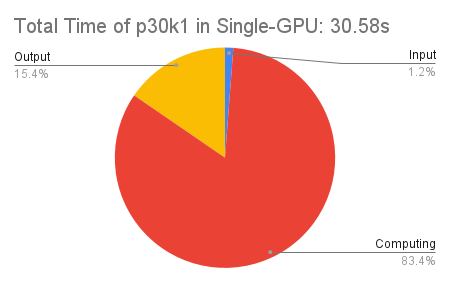 Total Time of p30k1 in Single-GPU: 30.58s
Output
15.4%
Input
1.2%
Computing
83.4%